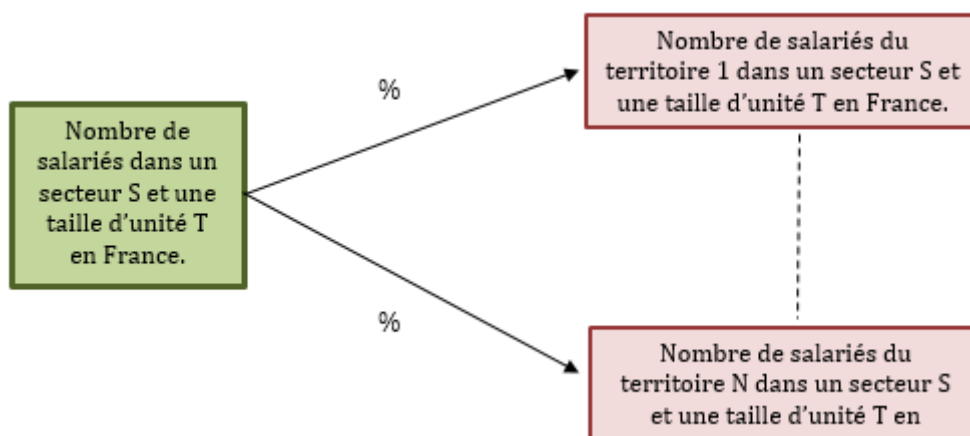 Nombre de
salariés dans un
secteur S et une
taille d'unité T
en France.
%
%
Nombre de salariés du
territoire 1 dans un secteur S et
une taille d'unité T en France.
Nombre de salariés du
territoire N dans un secteur S
et une taille d'unité T en